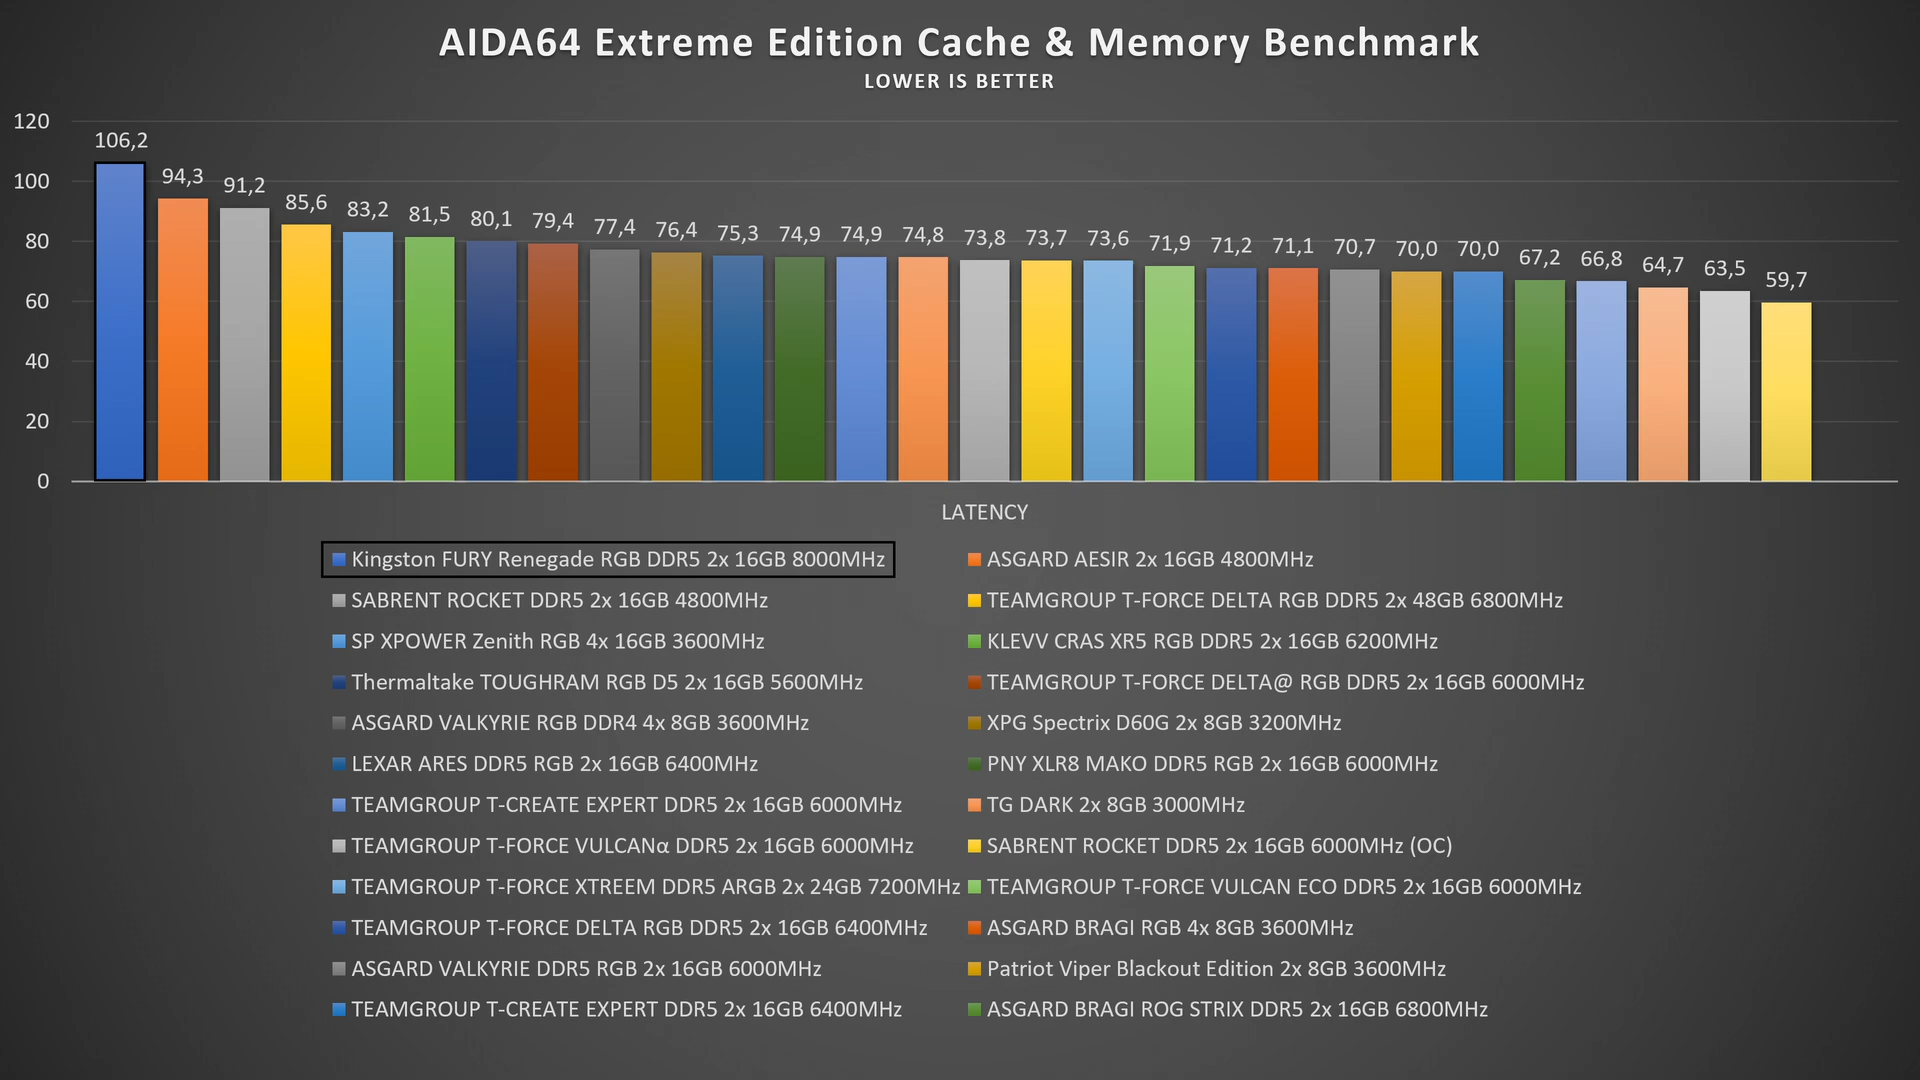 AIDA64 Extreme Edition Cache & Memory Benchmark
LOWER IS BETTER
120
100
80
60
40
20
0
106,2
94,3
91,2
85,6
83,2
81,5
80,1
79,4
77,4
76,4
75,3
74,9
74,9
74,8
73,8
73,7
73,6
71,9
71,2
71,1
70,7
70,0
70,0
67,2
66,8
64,7
63,5
59,7
LATENCY
Kingston FURY Renegade RGB DDR5 2x 16GB 8000MHz
ASGARD AESIR 2x 16GB 4800MHz
SABRENT ROCKET DDR5 2x 16GB 4800MHz
TEAMGROUP T-FORCE DELTA RGB DDR5 2x 48GB 6800MHz
SP XPOWER Zenith RGB 4x 16GB 3600MHz
KLEVV CRAS XR5 RGB DDR5 2x 16GB 6200MHz
Thermaltake TOUGHRAM RGB D5 2x 16GB 5600MHz
TEAMGROUP T-FORCE DELTA@ RGB DDR5 2x 16GB 6000MHz
ASGARD VALKYRIE RGB DDR4 4x 8GB 3600MHz
XPG Spectrix D60G 2x 8GB 3200MHz
LEXAR ARES DDR5 RGB 2x 16GB 6400MHz
PNY XLR8 MAKO DDR5 RGB 2x 16GB 6000MHz
TEAMGROUP T-CREATE EXPERT DDR5 2x 16GB 6000MHz
TG DARK 2x 8GB 3000MHz
TEAMGROUP T-FORCE VULCANα DDR5 2x 16GB 6000MHz
SABRENT ROCKET DDR5 2x 16GB 6000MHz (OC)
TEAMGROUP T-FORCE XTREEM DDR5 ARGB 2x 24GB 7200MHz
TEAMGROUP T-FORCE VULCAN ECO DDR5 2x 16GB 6000MHz
TEAMGROUP T-FORCE DELTA RGB DDR5 2x 16GB 6400MHz
ASGARD BRAGI RGB 4x 8GB 3600MHz
ASGARD VALKYRIE DDR5 RGB 2x 16GB 6000MHz
Patriot Viper Blackout Edition 2x 8GB 3600MHz
TEAMGROUP T-CREATE EXPERT DDR5 2x 16GB 6400MHz
ASGARD BRAGI ROG STRIX DDR5 2x 16GB 6800MHz